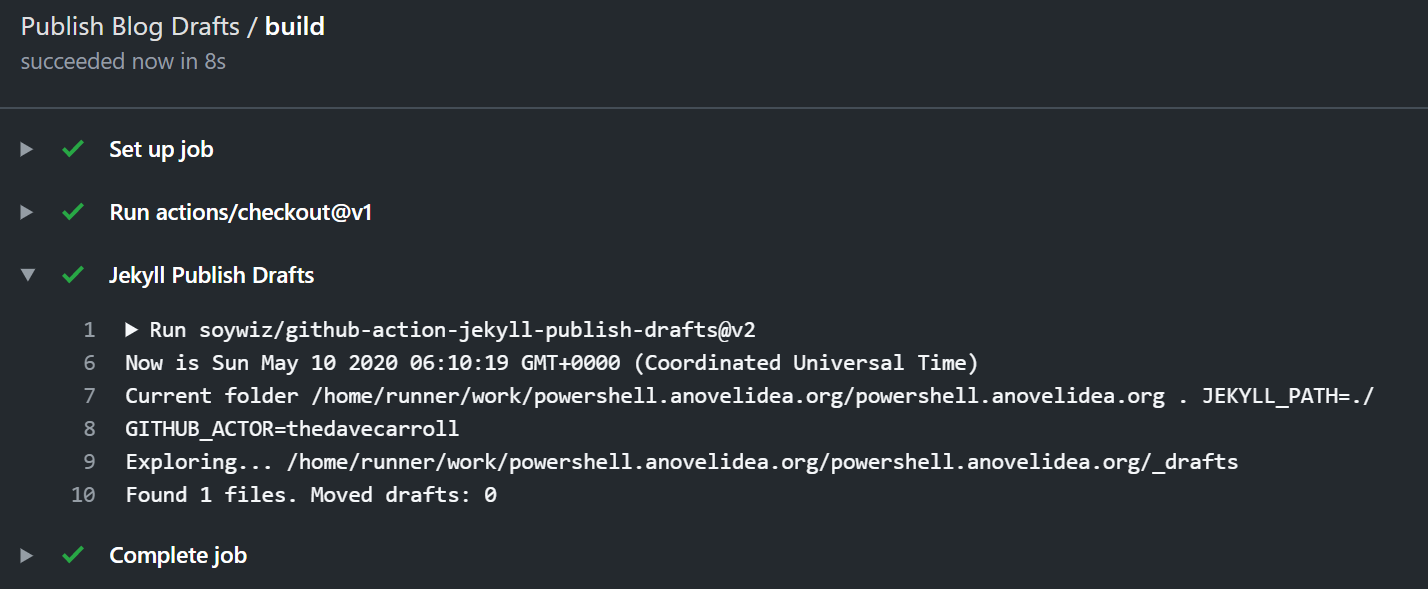 Publish Blog Drafts / build
succeeded now in 8s
Set up job
Run actions/checkout@v1
Jekyll Publish Drafts
1 Run soywiz/github-action-jekyll-publish-drafts@v2
6 Now is Sun May 10 2020 06:10:19 GMT+0000 (Coordinated Universal Time)
7 Current folder /home/runner/work/powershell.anovelidea.org/powershell.anovelidea.org . JEKYLL_PATH=./
8 GITHUB_ACTOR=thedavecarroll
9 Exploring... /home/runner/work/powershell.anovelidea.org/powershell.anovelidea.org/_drafts
10 Found 1 files. Moved drafts: 0
Complete job